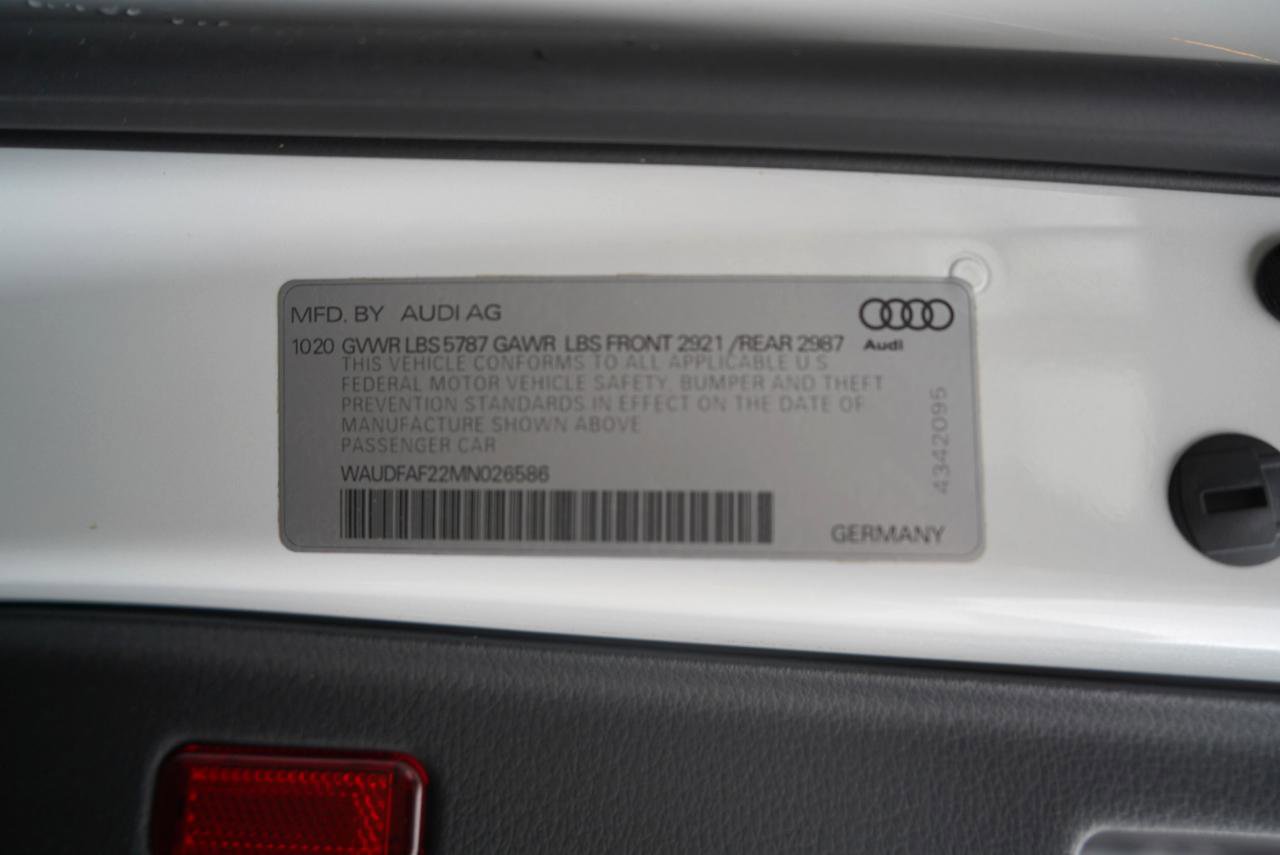 MFD. BY AUDI AG
1020 GVWR LBS 5787 GAWR LBS FRONT 2921 /REAR 2987
Audi
THIS VEHICLE CONFORMS TO ALL APPLICABLE U S
FEDERAL MOTOR VEHICLE SAFETY, BUMPER AND THEFT
PREVENTION STANDARDS IN EFFECT ON THE DATE OF
MANUFACTURE SHOWN ABOVE
PASSENGER CAR
WAUDFAF22MN026586
GERMANY
4342095